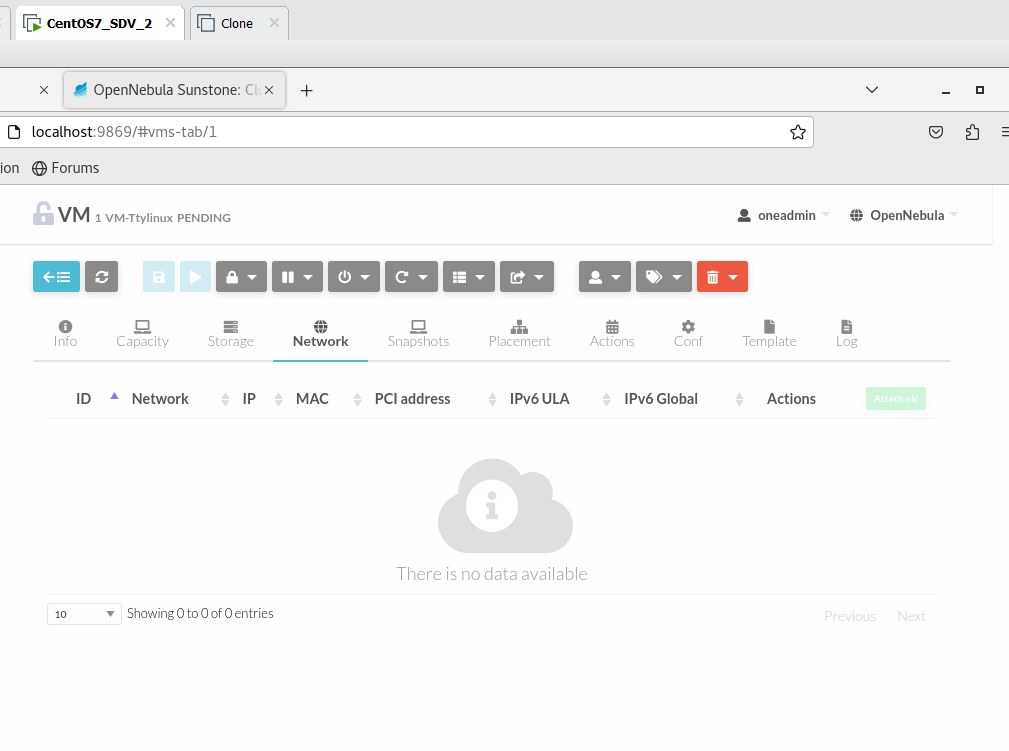 CentOS7_SDV_2 Clone
OpenNebula Sunstone: Cl
localhost:9869/#vms-tab/1
ion Forums
VM 1 VM-Ttylinux PENDING oneadmin OpenNebula
Info Capacity Storage Network Snapshots Placement Actions Conf Template Log
ID Network IP MAC PCI address IPv6 ULA IPv6 Global Actions Attach nic
There is no data available
10 Showing 0 to 0 of 0 entries
Previous Next